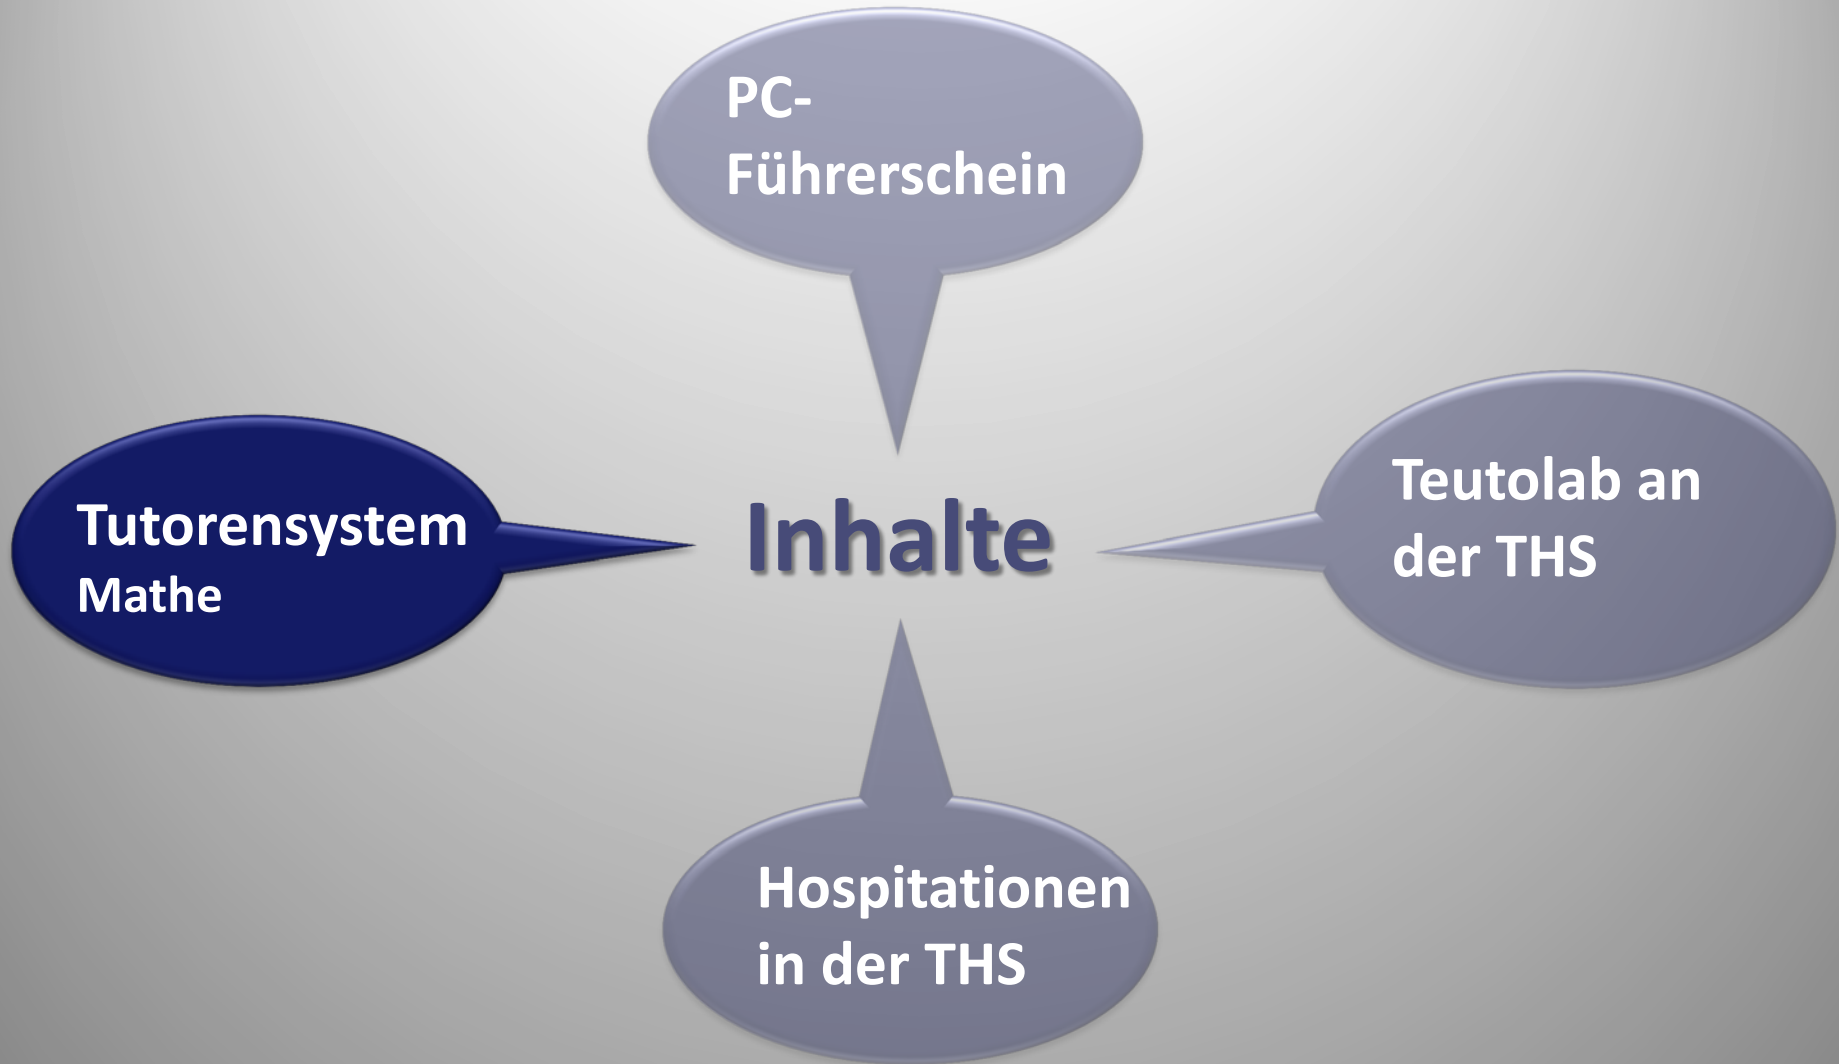 PC-
Führerschein
Tutorensystem
Mathe
Inhalte
Teutolab an
der THS
Hospitationen
in der THS